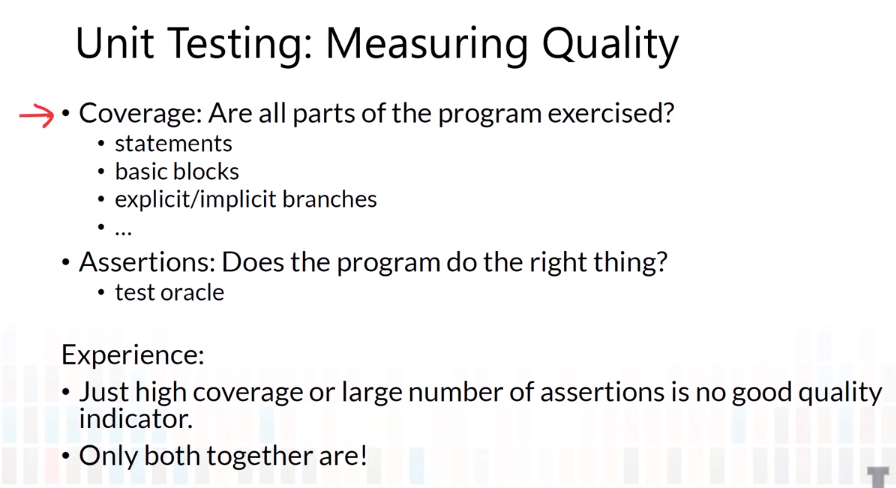 Unit Testing: Measuring Quality
• Coverage: Are all parts of the program exercised?
• statements
• basic blocks
• explicit/implicit branches
• ...
• Assertions: Does the program do the right thing?
• test oracle
Experience:
• Just high coverage or large number of assertions is no good quality
indicator.
• Only both together are!